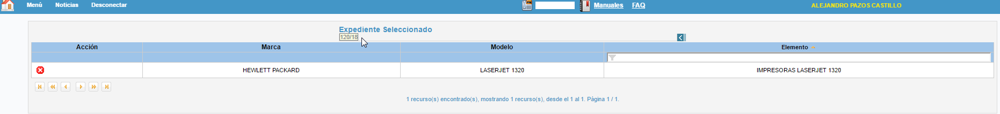 Menú Noticias Desconectar Manuales FAQ ALEJANDRO PAZOS CASTILLO
Expediente Seleccionado
120/18
Acción Marca Modelo Elemento
HEWLETT PACKARD LASERJET 1320 IMPRESORAS LASERJET 1320
1 recurso(s) encontrado(s), mostrando 1 recurso(s), desde el 1 al 1. Página 1 / 1.